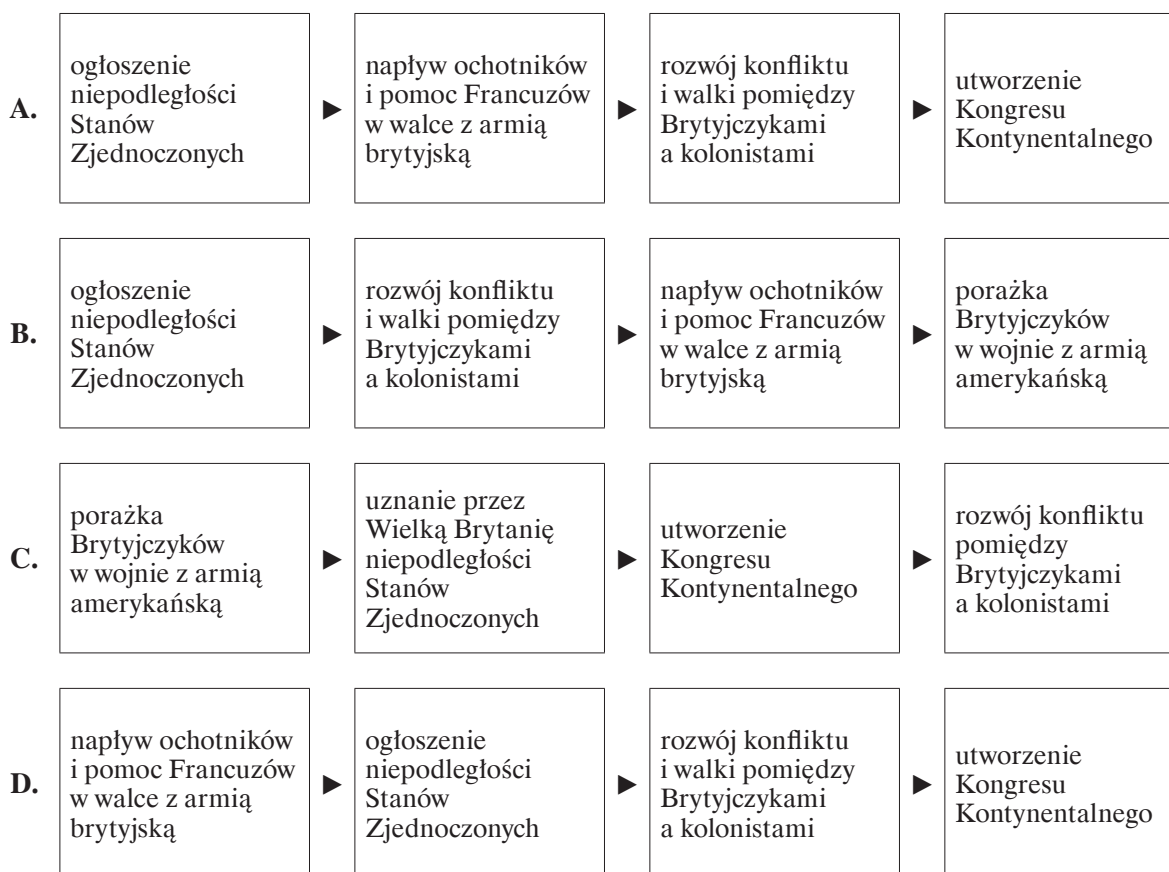 A.
ogłoszenie
niepodległości
Stanów
Zjednoczonych
►
napływ ochotników
i pomoc Francuzów
w walce z armią
brytyjską
►
rozwój konfliktu
i walki pomiędzy
Brytyjczykami
a kolonistami
►
utworzenie
Kongresu
Kontynentalnego
B.
ogłoszenie
niepodległości
Stanów
Zjednoczonych
►
rozwój konfliktu
i walki pomiędzy
Brytyjczykami
a kolonistami
►
napływ ochotników
i pomoc Francuzów
w walce z armią
brytyjską
►
porażka
Brytyjczyków
w wojnie z armią
amerykańską
C.
porażka
Brytyjczyków
w wojnie z armią
amerykańską
►
uznanie przez
Wielką Brytanię
niepodległości
Stanów
Zjednoczonych
►
utworzenie
Kongresu
Kontynentalnego
►
rozwój konfliktu
pomiędzy
Brytyjczykami
a kolonistami
D.
napływ ochotników
i pomoc Francuzów
w walce z armią
brytyjską
►
ogłoszenie
niepodległości
Stanów
Zjednoczonych
►
rozwój konfliktu
i walki pomiędzy
Brytyjczykami
a kolonistami
►
utworzenie
Kongresu
Kontynentalnego